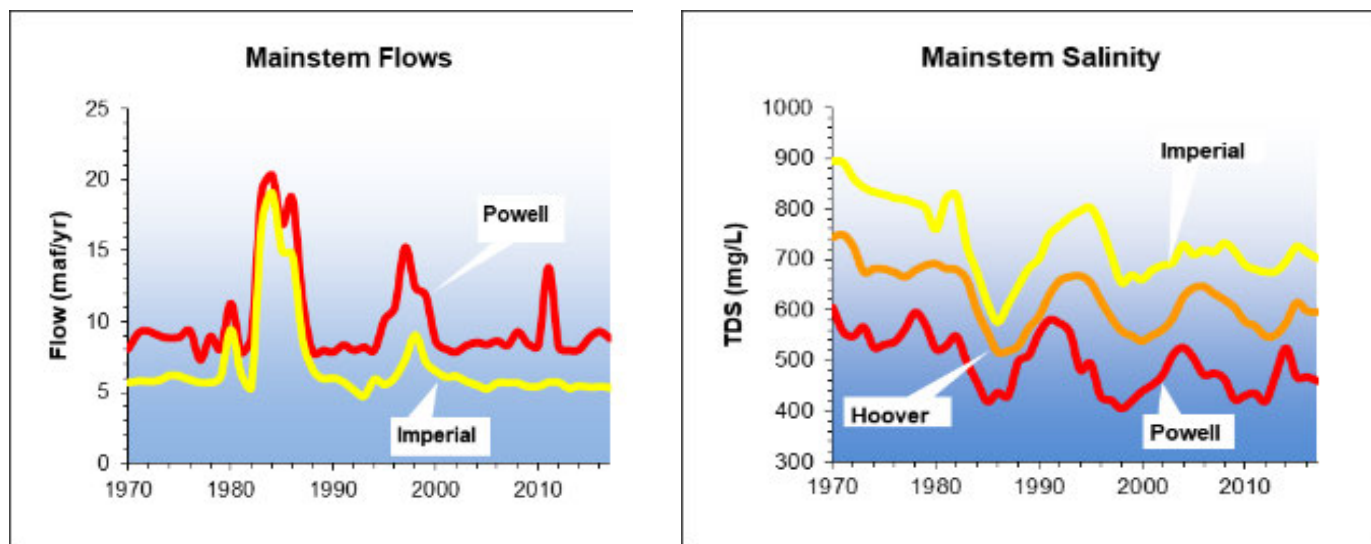 Mainstem Flows
25
20
15
10
5
0
Flow (maf/yr)
Powell
Imperial
1970
1980
1990
2000
2010
Mainstem Salinity
1000
900
800
700
600
500
400
300
TDS (mg/L)
Imperial
Hoover
Powell
1970
1980
1990
2000
2010